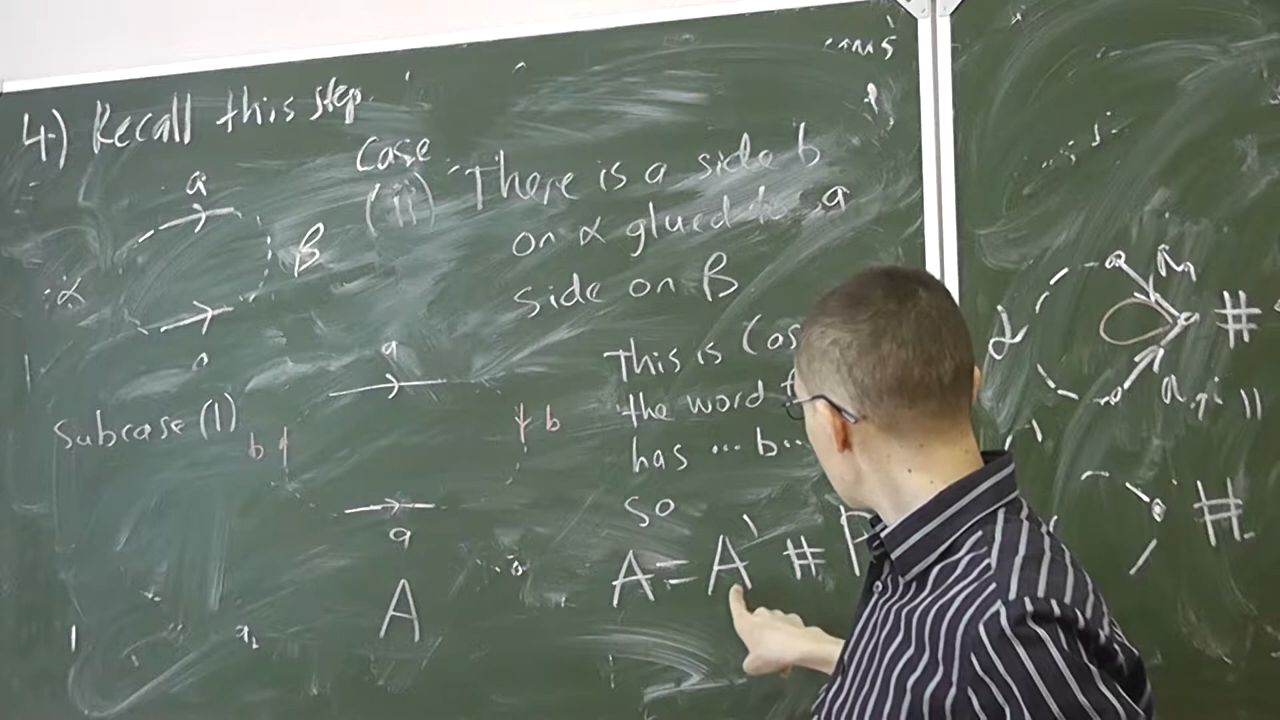 4.) Recall this step.
Case
(ii) There is a side b
on α glued to a
side on β
a
β
α
a
Subcase (1)
a
b
b
a
A
This is
the word
has ... b...
so
A = A' # P
a₁
α
#
#